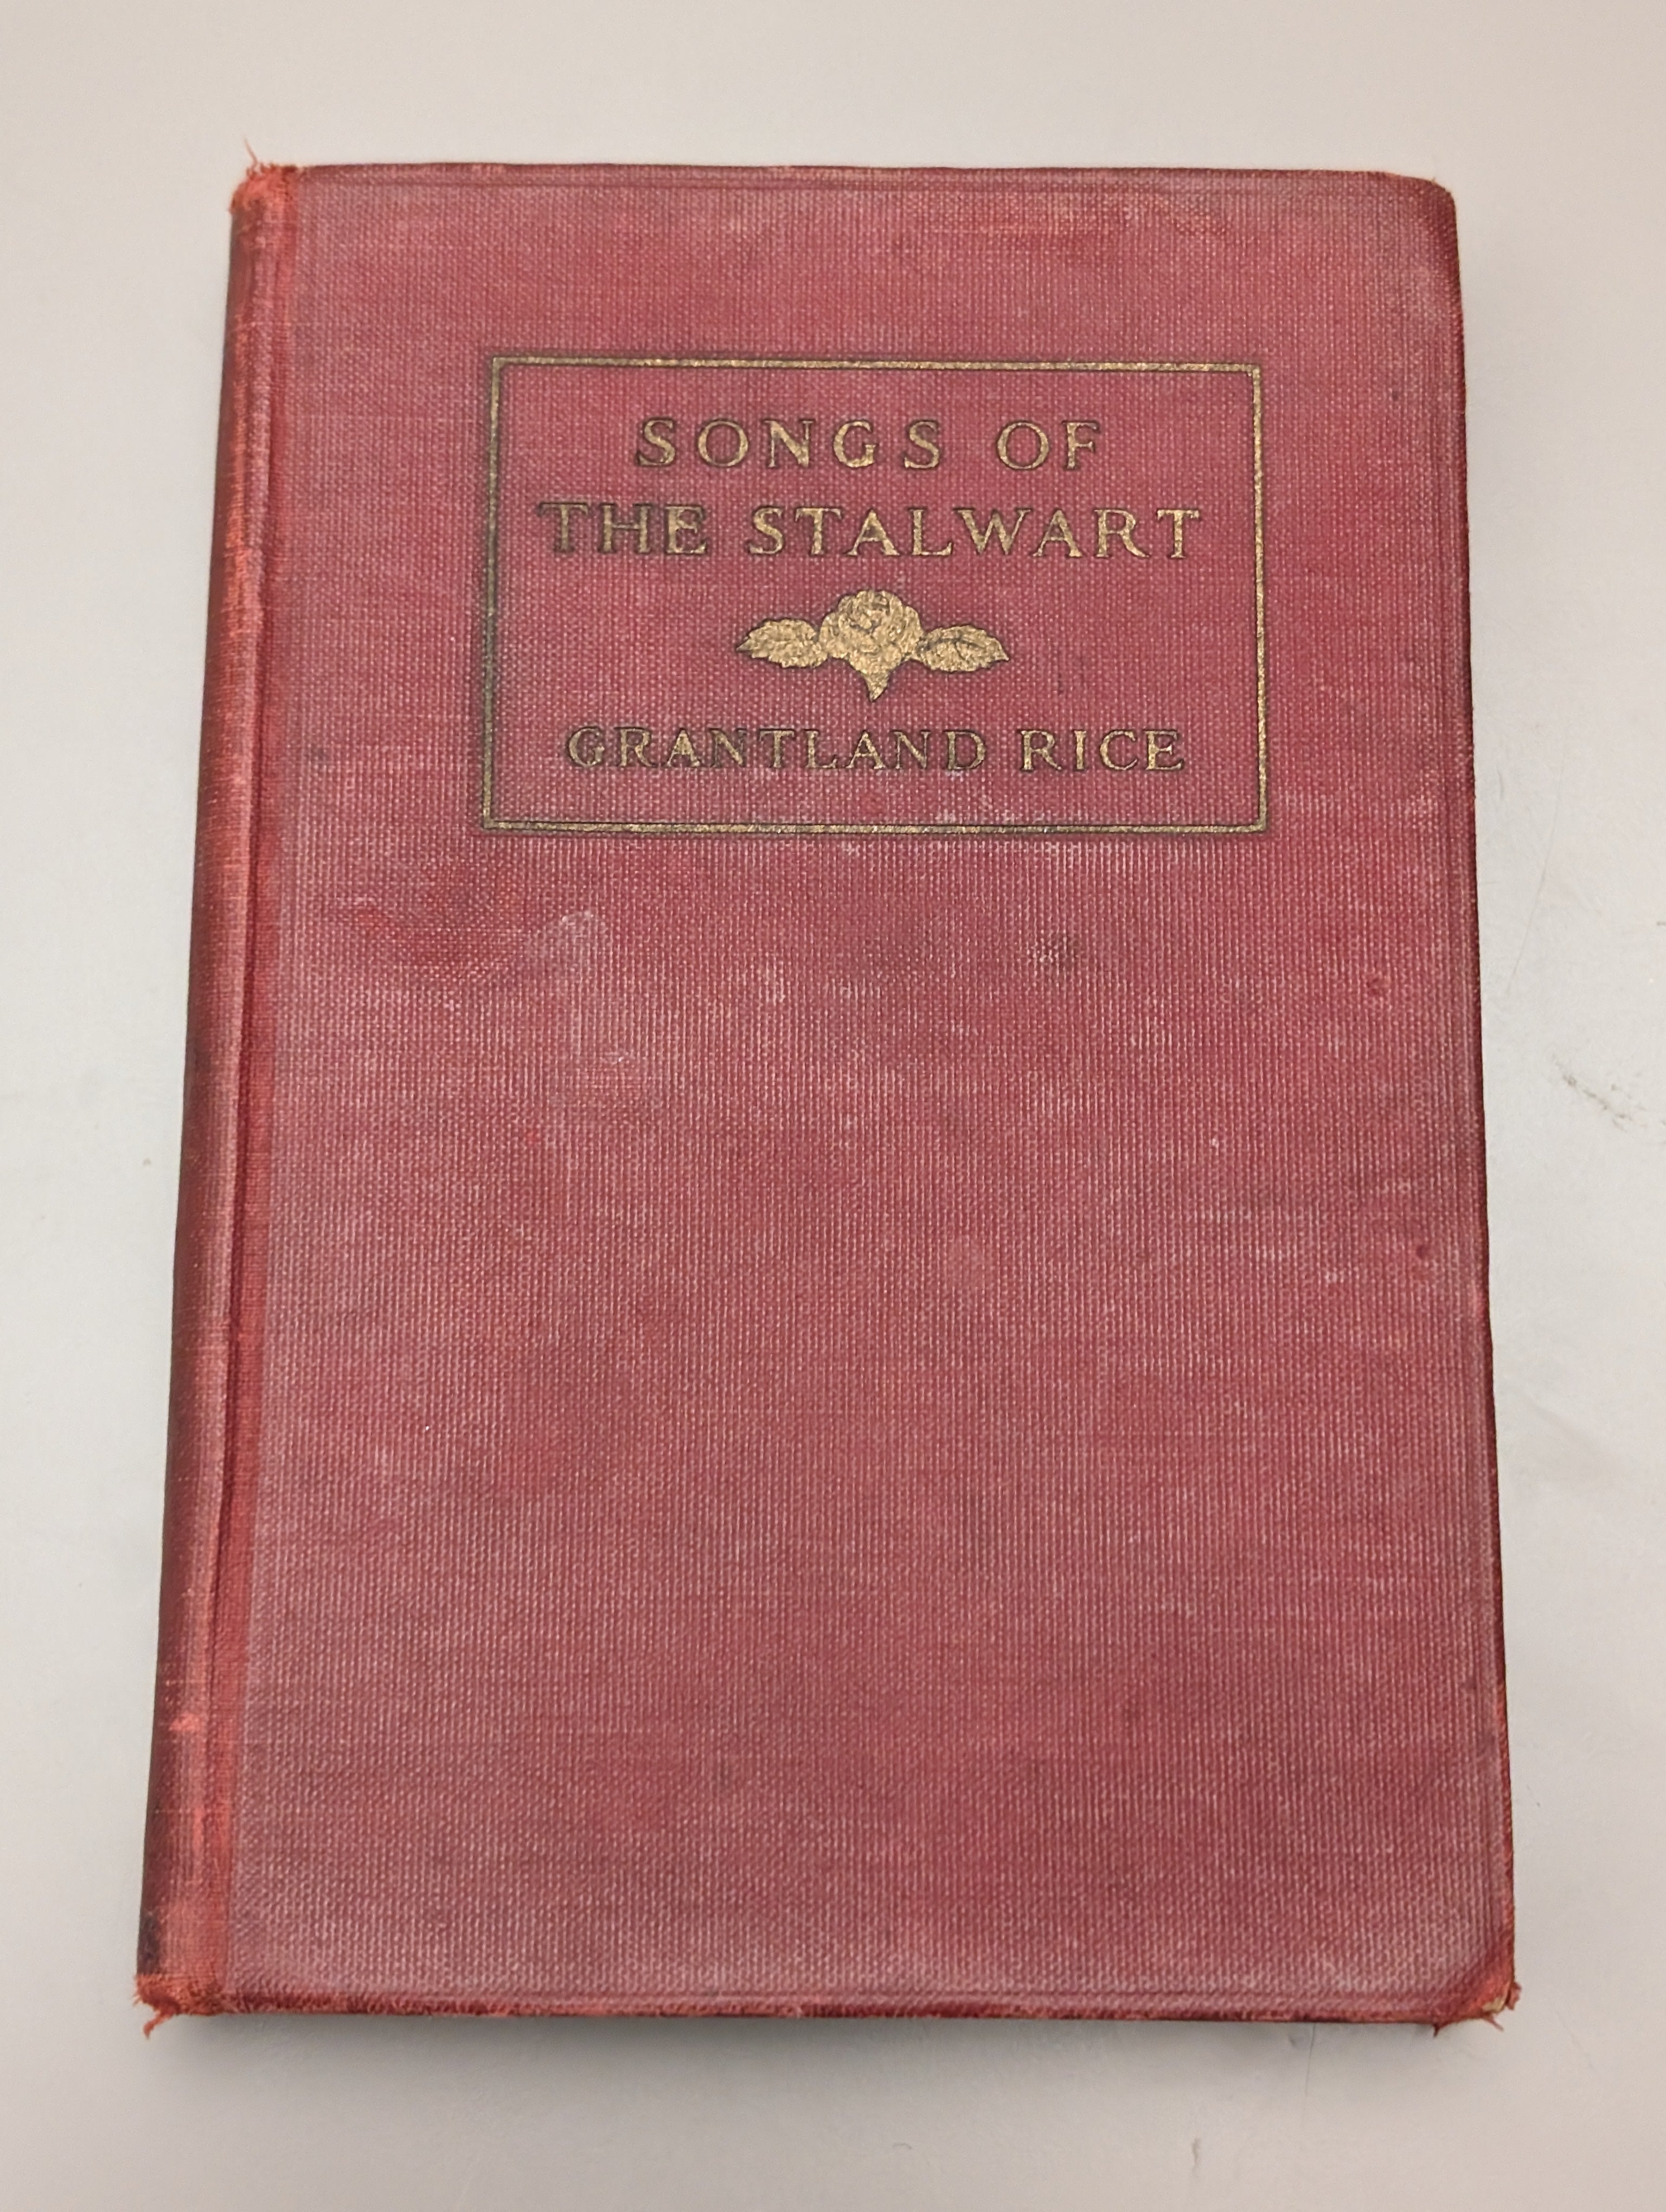 SONGS OF
THE STALWART
GRANTLAND RICE